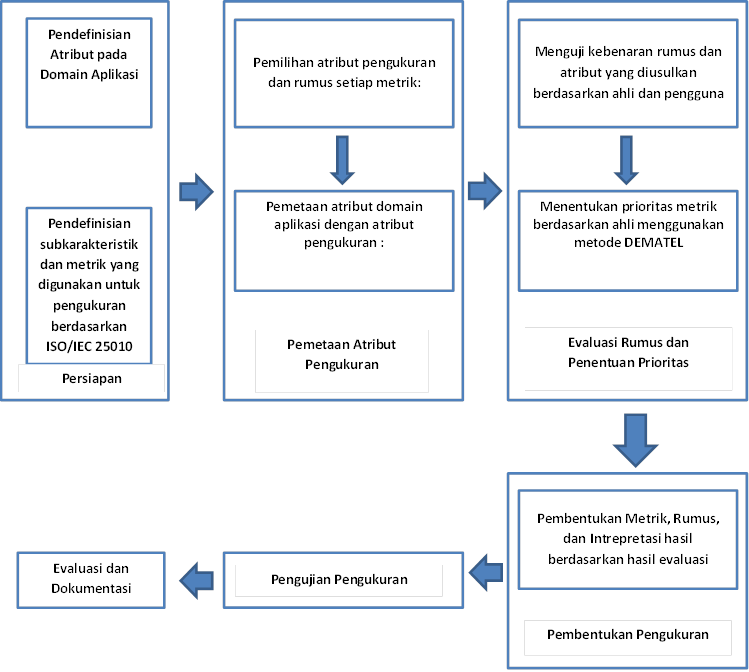 Pendefinisian
Atribut pada
Domain Aplikasi
Pendefinisian
subkarakteristik
dan metrik yang
digunakan untuk
pengukuran
berdasarkan
ISO/IEC 25010
Persiapan
Pemilihan atribut pengukuran
dan rumus setiap metrik:
Pemetaan atribut domain
aplikasi dengan atribut
pengukuran :
Pemetaan Atribut
Pengukuran
Menguji kebenaran rumus dan
atribut yang diusulkan
berdasarkan ahli dan pengguna
Menentukan prioritas metrik
berdasarkan ahli menggunakan
metode DEMATEL
Evaluasi Rumus dan
Penentuan Prioritas
Pembentukan Metrik, Rumus,
dan Intrepretasi hasil
berdasarkan hasil evaluasi
Pembentukan Pengukuran
Pengujian Pengukuran
Evaluasi dan
Dokumentasi